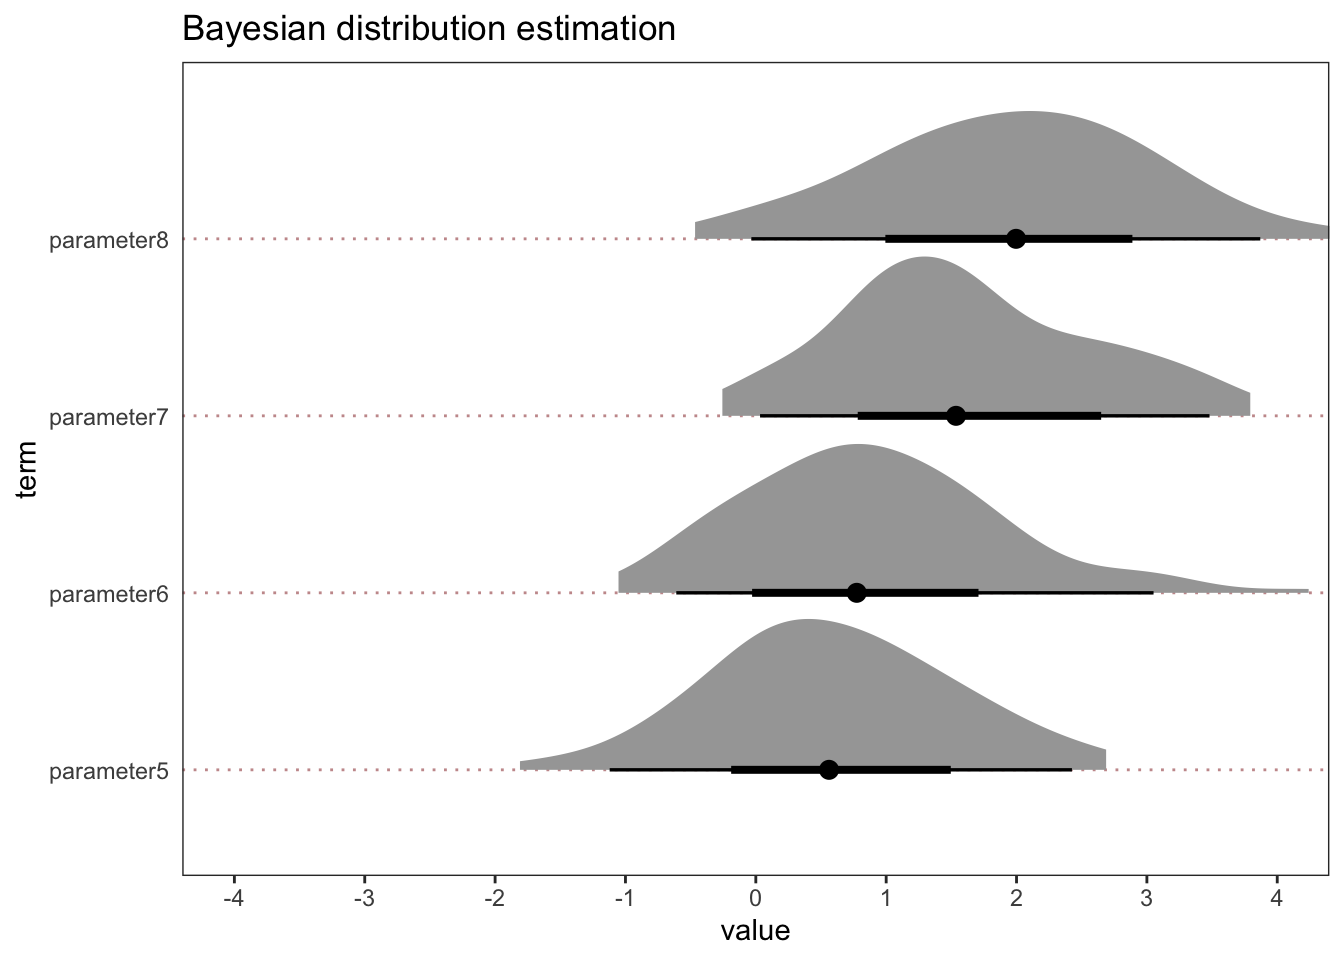 Bayesian distribution estimation
parameter8
parameter7
term
parameter6
parameter5
-4 -3 -2 -1 0 1 2 3 4
value